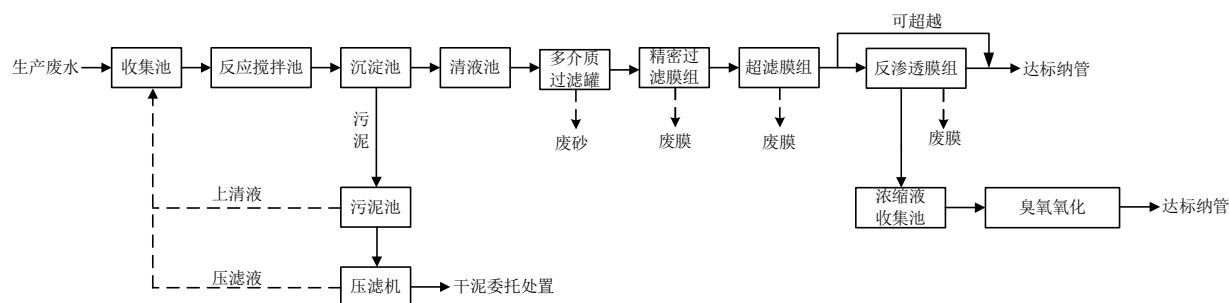 可超越
生产废水
收集池
反应搅拌池
沉淀池
清液池
多介质
过滤罐
精密过
滤膜组
超滤膜组
反渗透膜组
达标纳管
污
泥
废砂
废膜
废膜
废膜
上清液
污泥池
浓缩液
收集池
臭氧氧化
达标纳管
压滤液
压滤机
干泥委托处置